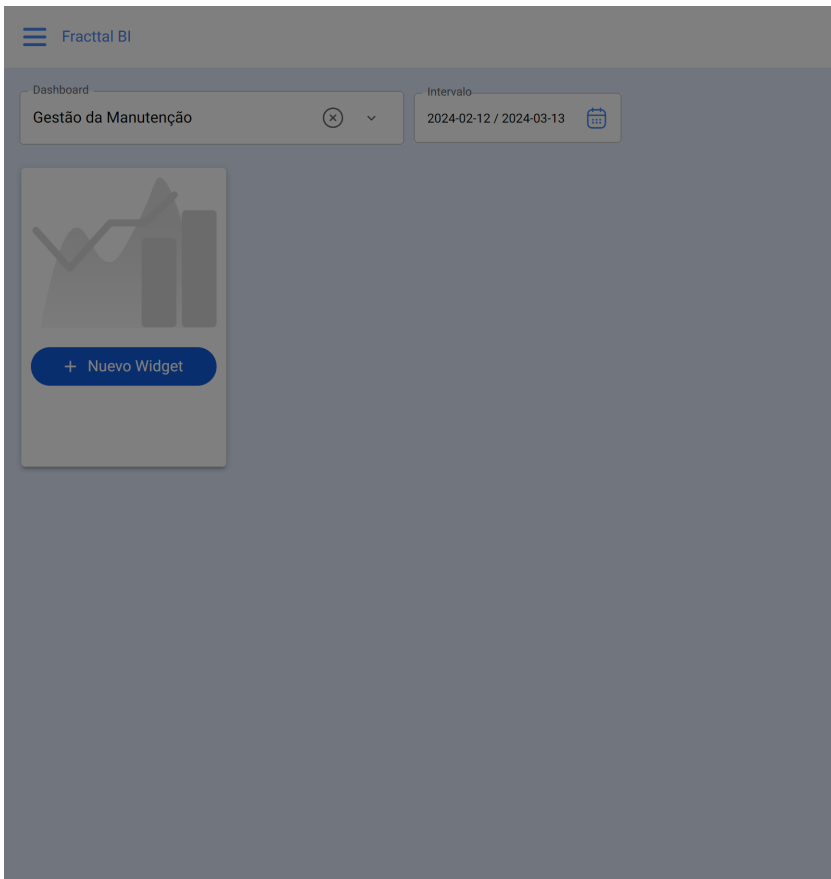 Fracttal BI
Dashboard
Gestão da Manutenção
Intervalo
2024-02-12 / 2024-03-13
+ Nuevo Widget